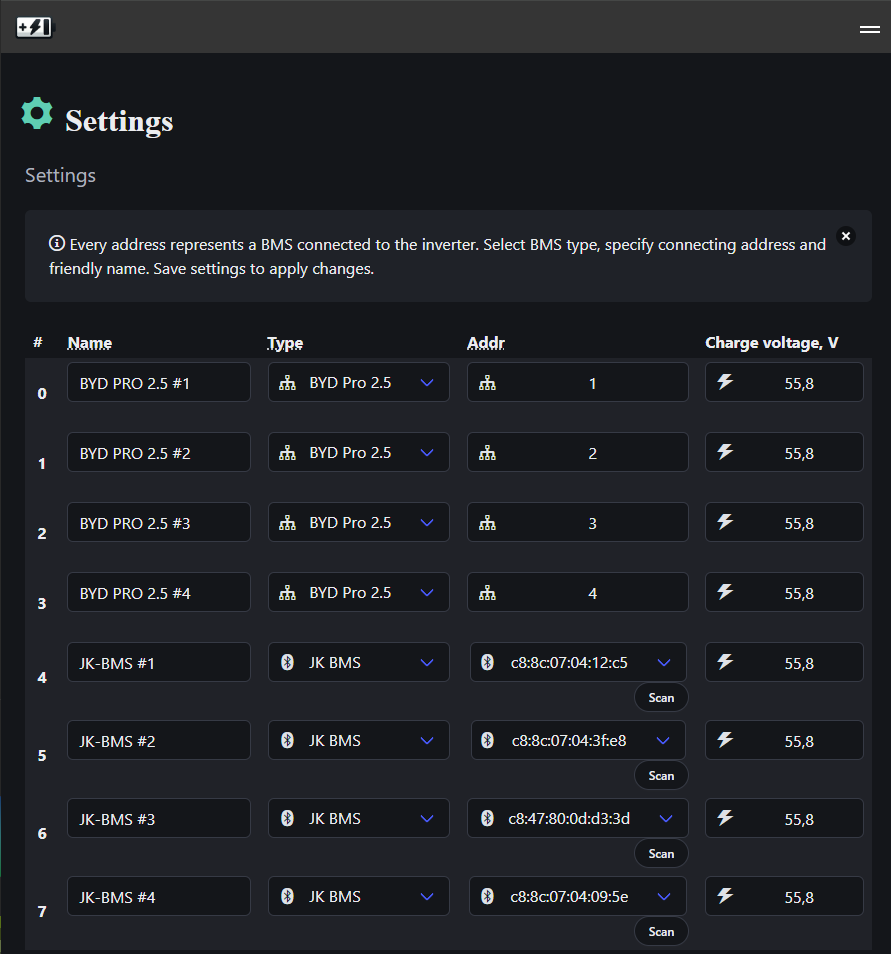 Settings
Settings
Every address represents a BMS connected to the inverter. Select BMS type, specify connecting address and
friendly name. Save settings to apply changes.
# Name Type Addr Charge voltage, V
0 BYD PRO 2.5 #1 BYD Pro 2.5 1 55,8
1 BYD PRO 2.5 #2 BYD Pro 2.5 2 55,8
2 BYD PRO 2.5 #3 BYD Pro 2.5 3 55,8
3 BYD PRO 2.5 #4 BYD Pro 2.5 4 55,8
4 JK-BMS #1 JK BMS c8:8c:07:04:12:c5 55,8
Scan
5 JK-BMS #2 JK BMS c8:8c:07:04:3f:e8 55,8
Scan
6 JK-BMS #3 JK BMS c8:47:80:0d:d3:3d 55,8
Scan
7 JK-BMS #4 JK BMS c8:8c:07:04:09:5e 55,8
Scan